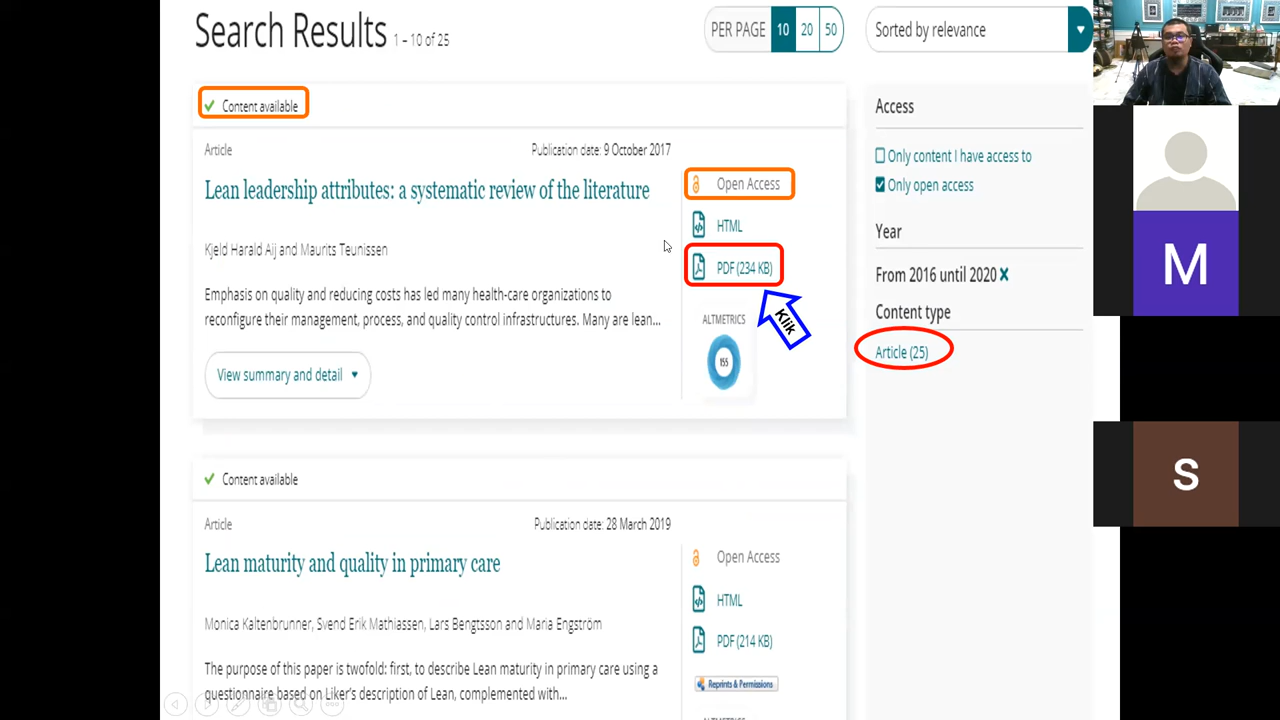 Search Results 1 – 10 of 25
PER PAGE 10 20 50
Sorted by relevance
Content available
Article
Publication date: 9 October 2017
Lean leadership attributes: a systematic review of the literature
Kjeld Harald Aij and Maurits Teunissen
Emphasis on quality and reducing costs has led many health-care organizations to
reconfigure their management, process, and quality control infrastructures. Many are lean...
View summary and detail
Open Access
HTML
PDF (234 KB)
Klik
ALTMETRICS
155
Content available
Article
Publication date: 28 March 2019
Lean maturity and quality in primary care
Monica Kaltenbrunner, Svend Erik Mathiassen, Lars Bengtsson and Maria Engström
The purpose of this paper is twofold: first, to describe Lean maturity in primary care using a
questionnaire based on Liker's description of Lean, complemented with...
Open Access
HTML
PDF (214 KB)
Reprints & Permissions
ALTMETRICS
Access
Only content I have access to
Only open access
Year
From 2016 until 2020
Content type
Article (25)
M
S